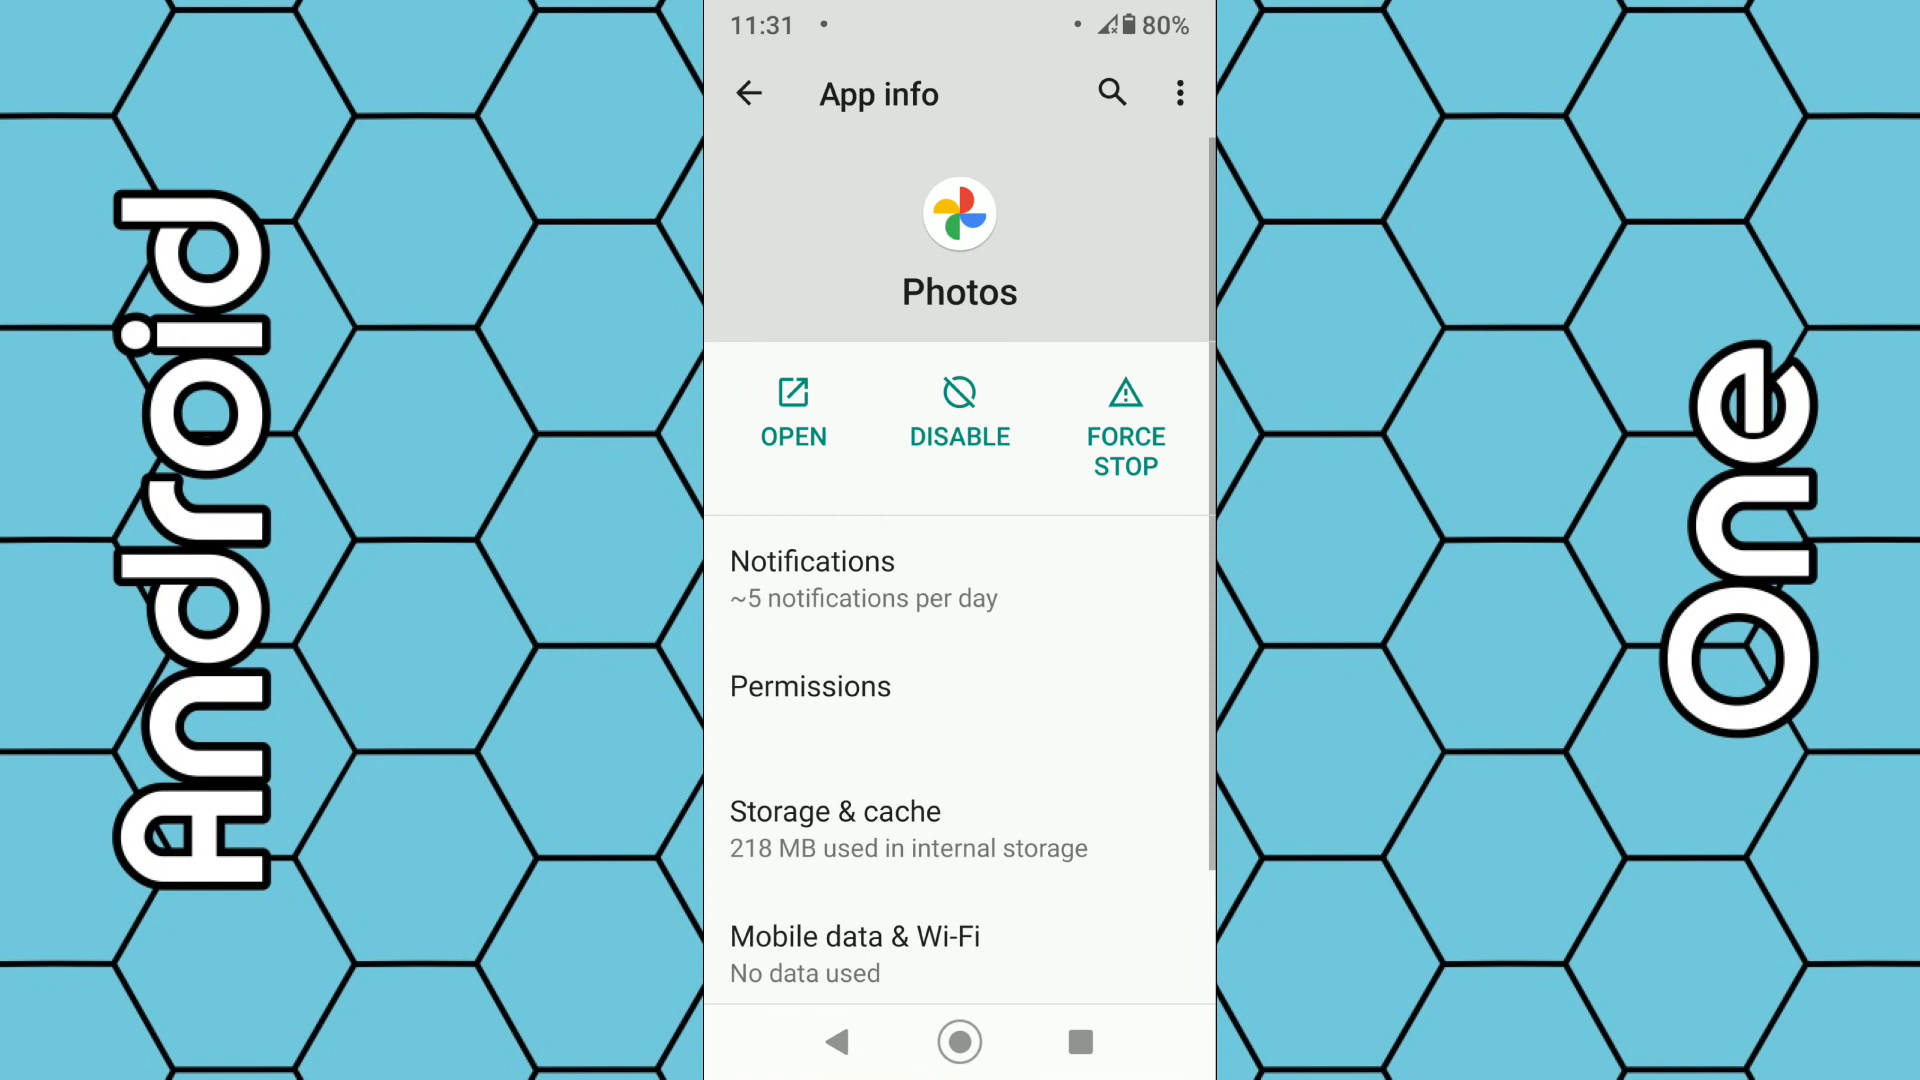 Android
11:31
80%
App info
Photos
OPEN
DISABLE
FORCE
STOP
Notifications
~5 notifications per day
Permissions
Storage & cache
218 MB used in internal storage
Mobile data & Wi-Fi
No data used
One